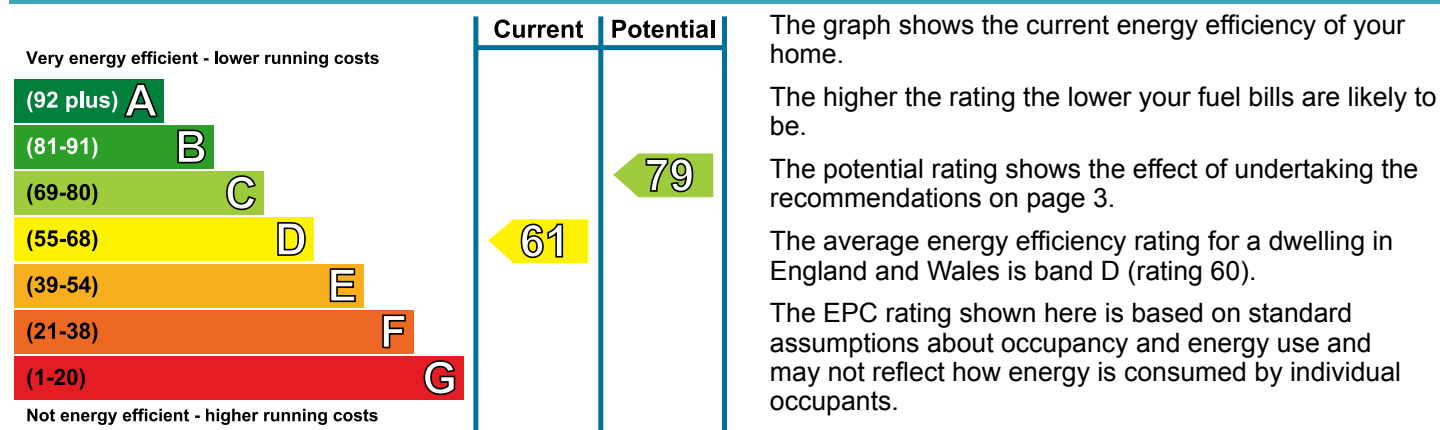 Current Potential
Very energy efficient - lower running costs
(92 plus) A
(81-91) B
(69-80) C
79
(55-68) D
61
(39-54) E
(21-38) F
(1-20) G
Not energy efficient - higher running costs
The graph shows the current energy efficiency of your
home.
The higher the rating the lower your fuel bills are likely to
be.
The potential rating shows the effect of undertaking the
recommendations on page 3.
The average energy efficiency rating for a dwelling in
England and Wales is band D (rating 60).
The EPC rating shown here is based on standard
assumptions about occupancy and energy use and
may not reflect how energy is consumed by individual
occupants.